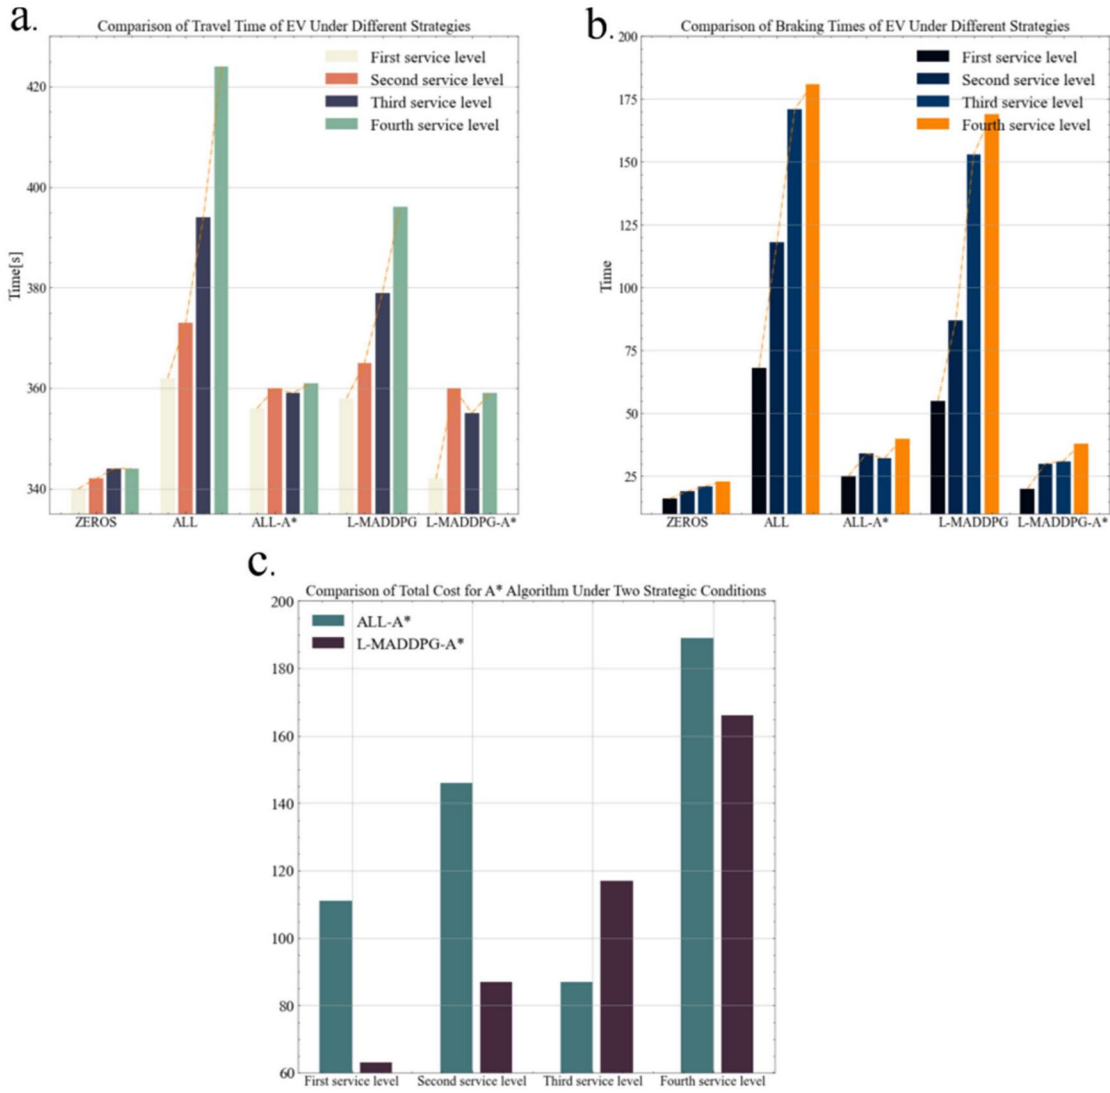 a.
Comparison of Travel Time of EV Under Different Strategies
First service level
Second service level
Third service level
Fourth service level
Time[s]
420
400
380
360
340
ZEROS ALL ALL-A* L-MADDPG L-MADDPG-A*
b.
Comparison of Braking Times of EV Under Different Strategies
First service level
Second service level
Third service level
Fourth service level
Time
200
175
150
125
100
75
50
25
ZEROS ALL ALL-A* L-MADDPG L-MADDPG-A*
c.
Comparison of Total Cost for A* Algorithm Under Two Strategic Conditions
ALL-A*
L-MADDPG-A*
200
180
160
140
120
100
80
60
First service level Second service level Third service level Fourth service level